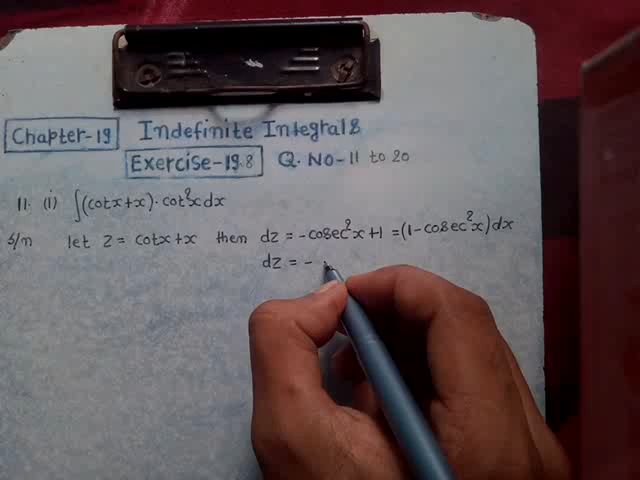 Chapter-19 Indefinite Integrals
Exercise-19.8 Q. NO-11 to 20
11. (i) ∫(cotx+x)·cot²x dx
S/n let z = cotx+x then dz = -cosec²x+1 = (1-cosec²x)dx
dz = -